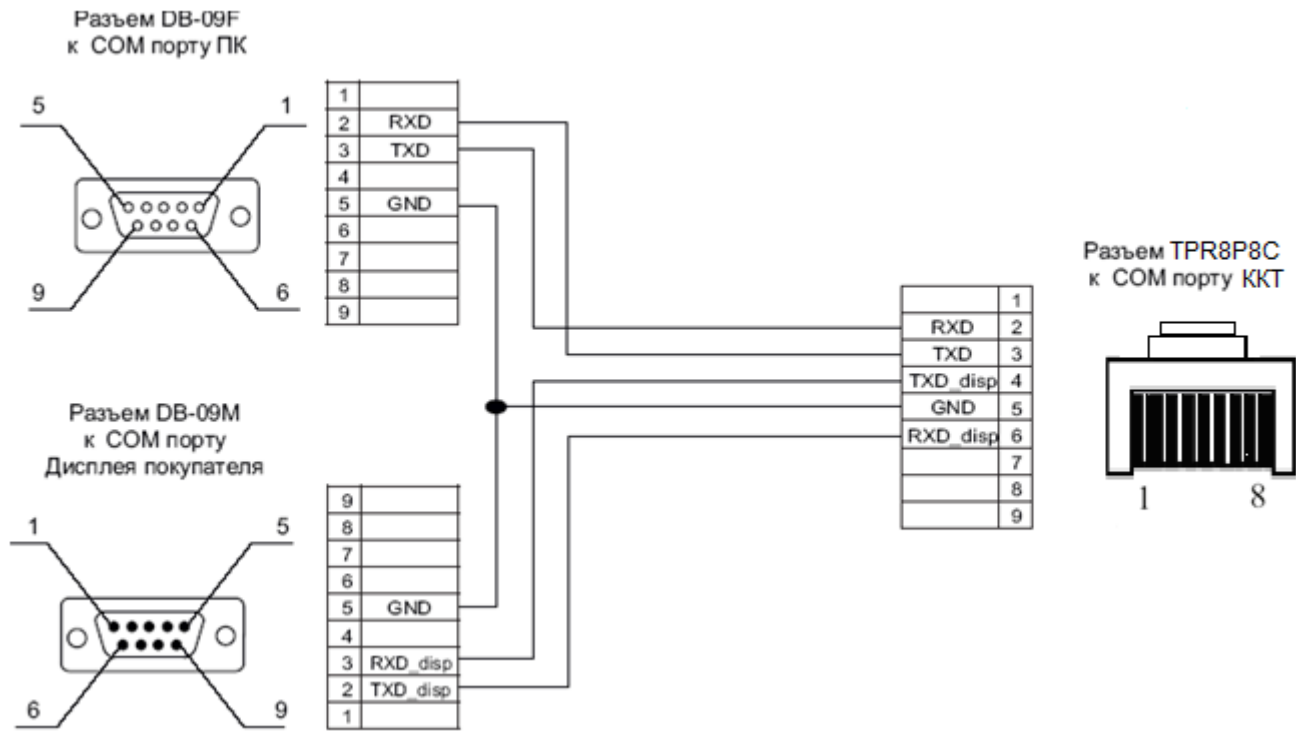 Разъем DB-09F
к COM порту ПК
5
1
9
6
1
2 RXD
3 TXD
4
5 GND
6
7
8
9
Разъем TPR8P8C
к COM порту ККТ
1
RXD 2
TXD 3
TXD_disp 4
GND 5
RXD_disp 6
7
8
9
1 8
Разъем DB-09M
к COM порту
Дисплея покупателя
1
5
6
9
9
8
7
6
5 GND
4
3 RXD_disp
2 TXD_disp
1